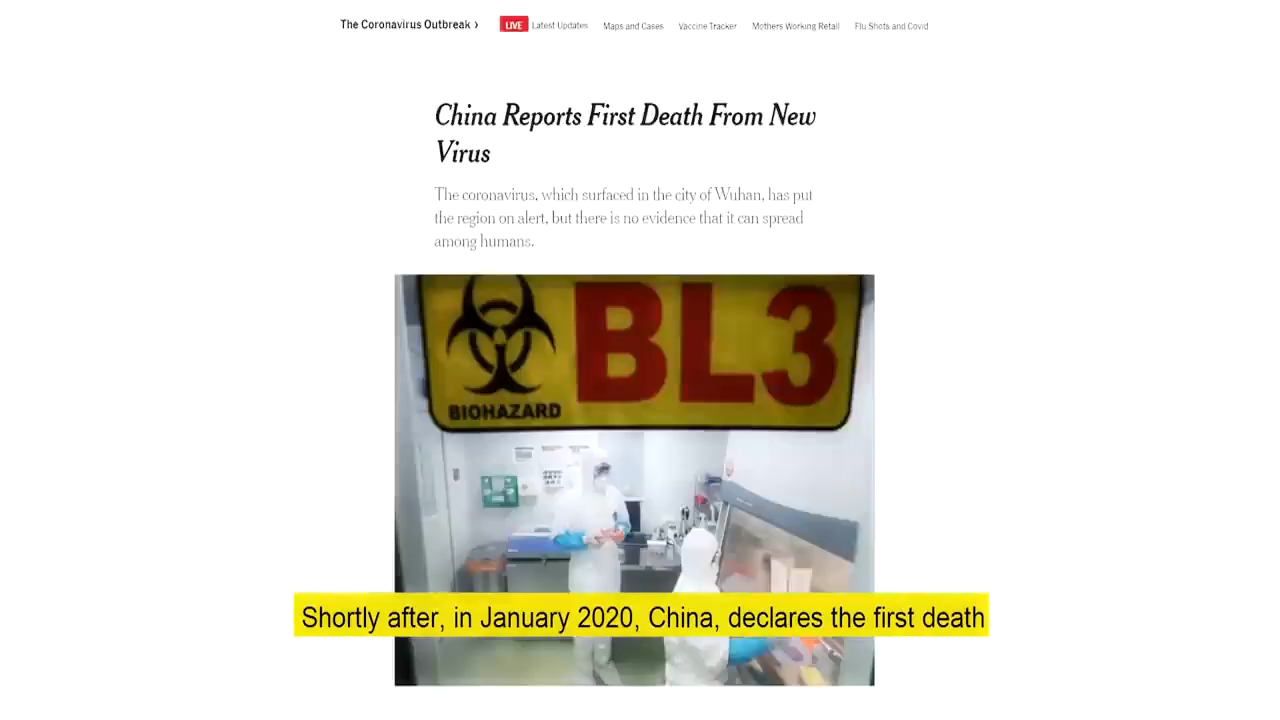 The Coronavirus Outbreak ›
LIVE Latest Updates Maps and Cases Vaccine Tracker Mothers Working Retail Flu Shots and Covid
China Reports First Death From New
Virus
The coronavirus, which surfaced in the city of Wuhan, has put
the region on alert, but there is no evidence that it can spread
among humans.
BL3
BIOHAZARD
Shortly after, in January 2020, China, declares the first death